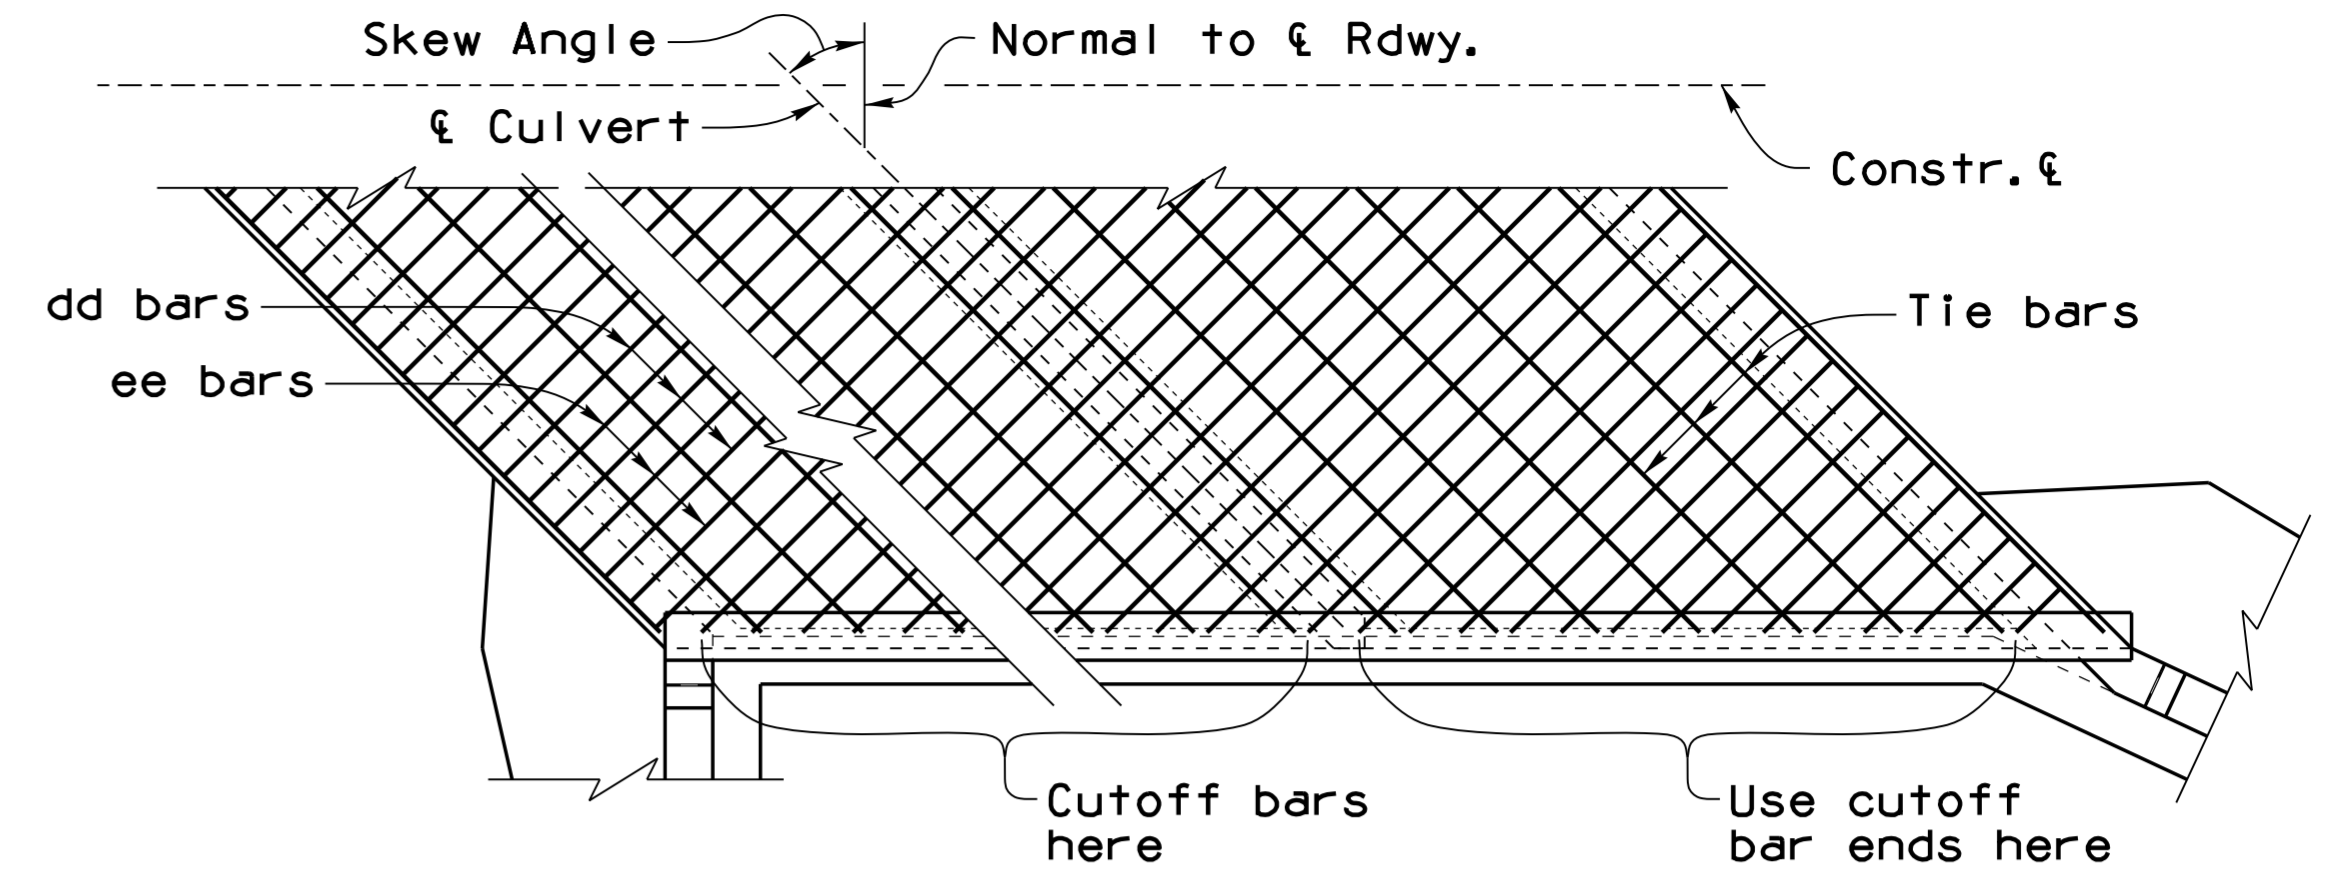 Skew Angle
Normal to ℄ Rdwy.
℄ Culvert
Constr. ℄
dd bars
Tie bars
ee bars
Cutoff bars
here
Use cutoff
bar ends here